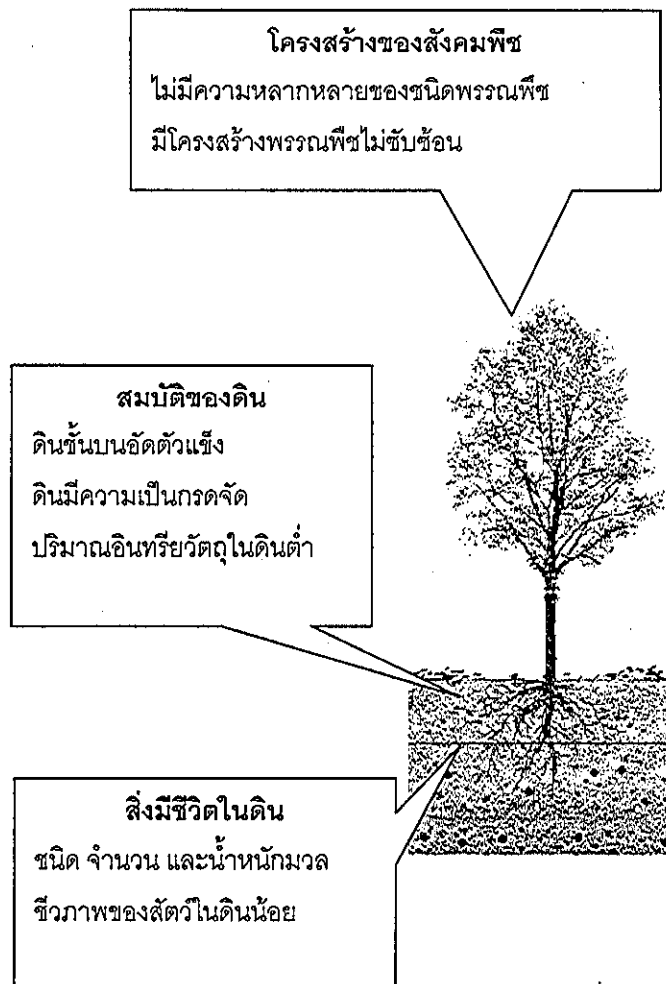 โครงสร้างของสังคมพืช
ไม่มีความหลากหลายของชนิดพรรณพืช
มีโครงสร้างพรรณพืชไม่ซับซ้อน
สมบัติของดิน
ดินชั้นบนอัดตัวแข็ง
ดินมีความเป็นกรดจัด
ปริมาณอินทรียวัตถุในดินต่ำ
สิ่งมีชีวิตในดิน
ชนิด จำนวน และน้ำหนักมวล
ชีวภาพของสัตว์ในดินน้อย